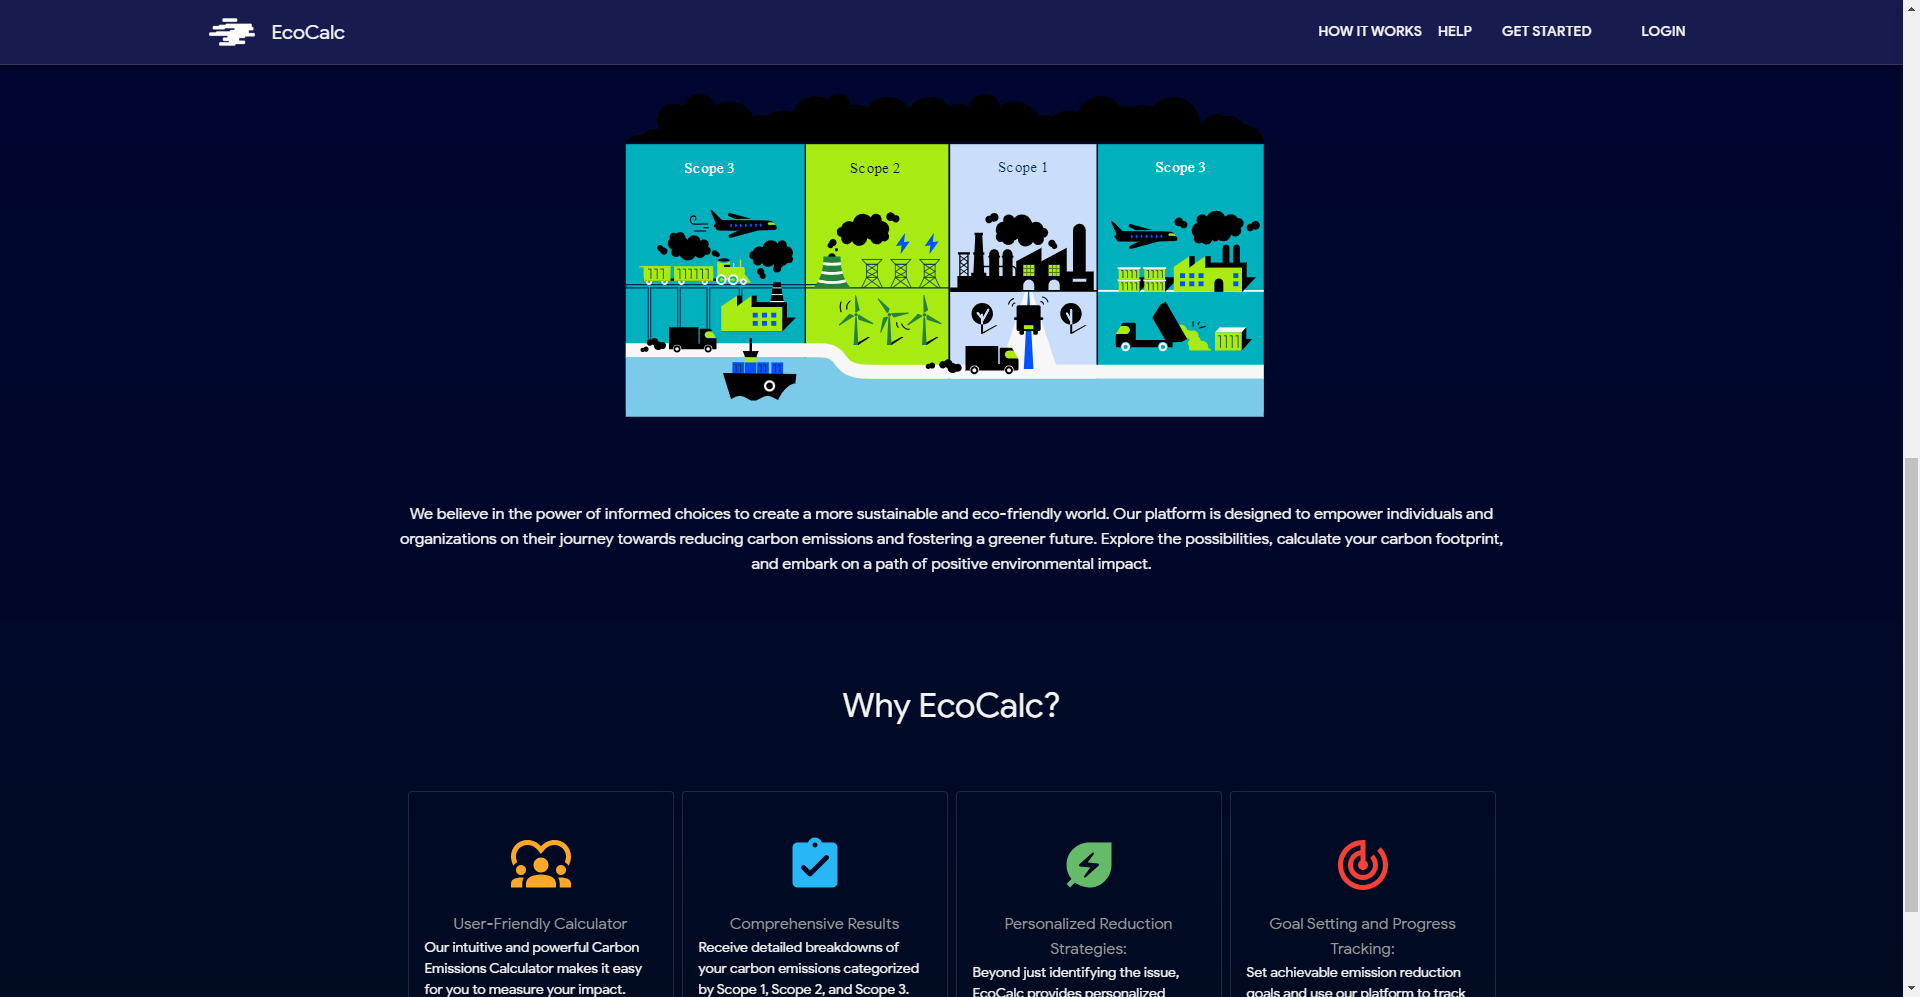 EcoCalc
HOW IT WORKS HELP GET STARTED LOGIN
Scope 3 Scope 2 Scope 1 Scope 3
We believe in the power of informed choices to create a more sustainable and eco-friendly world. Our platform is designed to empower individuals and
organizations on their journey towards reducing carbon emissions and fostering a greener future. Explore the possibilities, calculate your carbon footprint,
and embark on a path of positive environmental impact.
Why EcoCalc?
User-Friendly Calculator
Our intuitive and powerful Carbon
Emissions Calculator makes it easy
for you to measure your impact.
Comprehensive Results
Receive detailed breakdowns of
your carbon emissions categorized
by Scope 1, Scope 2, and Scope 3.
Personalized Reduction
Strategies:
Beyond just identifying the issue,
EcoCalc provides personalized
Goal Setting and Progress
Tracking:
Set achievable emission reduction
goals and use our platform to track